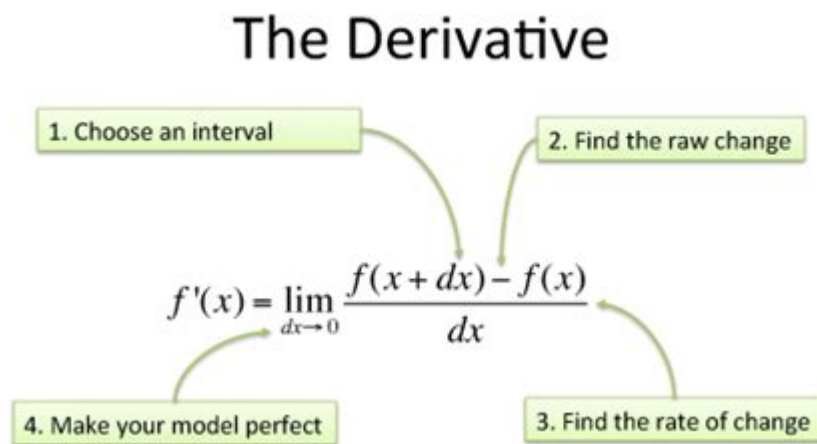 The Derivative
1. Choose an interval
2. Find the raw change
f'(x) = lim dx→0 f(x + dx) − f(x) / dx
4. Make your model perfect
3. Find the rate of change